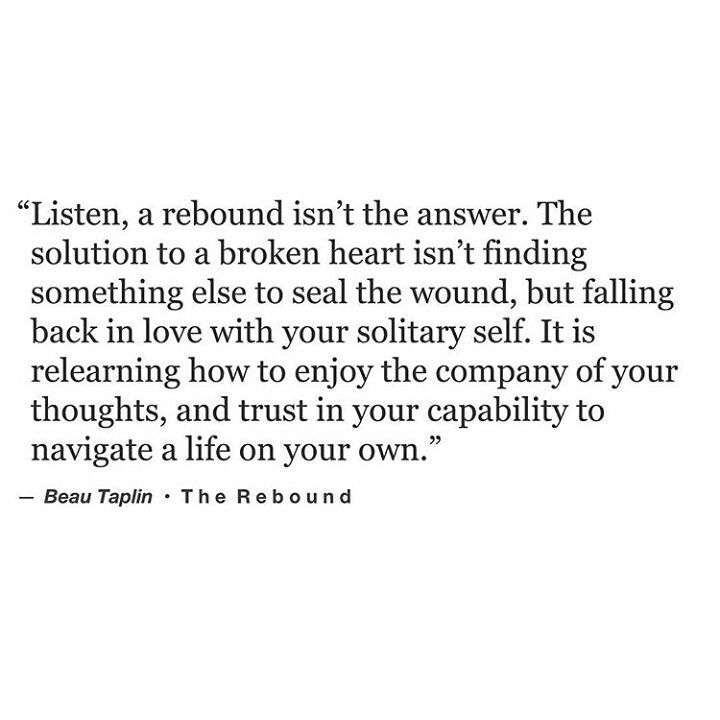 “Listen, a rebound isn’t the answer. The
solution to a broken heart isn’t finding
something else to seal the wound, but falling
back in love with your solitary self. It is
relearning how to enjoy the company of your
thoughts, and trust in your capability to
navigate a life on your own.”
— Beau Taplin • The Rebound